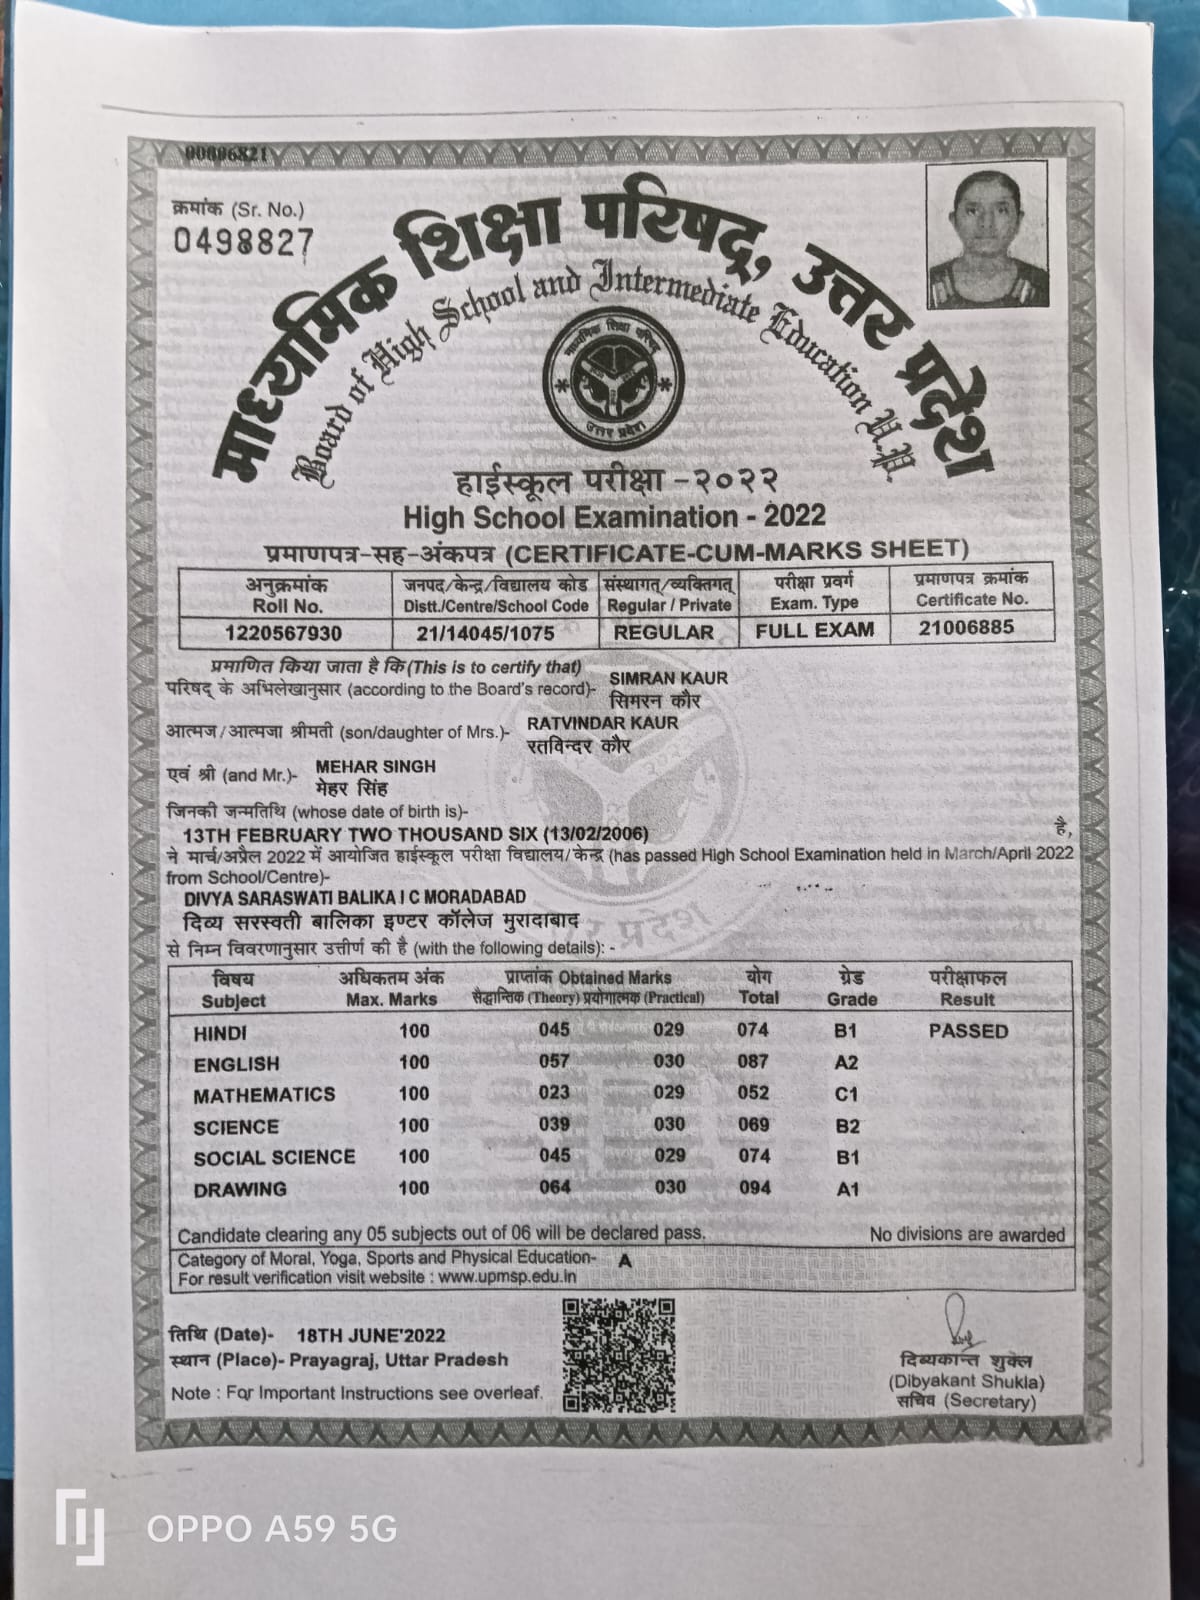 00006821
क्रमांक (Sr. No.)
0498827
माध्यमिक शिक्षा परिषद्, उत्तर प्रदेश
Board of High School and Intermediate Education U.P.
माध्यमिक शिक्षा परिषद्
उत्तर प्रदेश
हाईस्कूल परीक्षा -२०२२
High School Examination - 2022
प्रमाणपत्र-सह-अंकपत्र (CERTIFICATE-CUM-MARKS SHEET)
अनुक्रमांक जनपद/केन्द्र/विद्यालय कोड संस्थागत्/व्यक्तिगत् परीक्षा प्रवर्ग प्रमाणपत्र क्रमांक
Roll No. Distt./Centre/School Code Regular / Private Exam. Type Certificate No.
1220567930 21/14045/1075 REGULAR FULL EXAM 21006885
प्रमाणित किया जाता है कि (This is to certify that)
परिषद् के अभिलेखानुसार (according to the Board's record)- SIMRAN KAUR
सिमरन कौर
आत्मज/आत्मजा श्रीमती (son/daughter of Mrs.)- RATVINDAR KAUR
रतविन्दर कौर
एवं श्री (and Mr.)- MEHAR SINGH
मेहर सिंह
जिनकी जन्मतिथि (whose date of birth is)-
13TH FEBRUARY TWO THOUSAND SIX (13/02/2006) है,
ने मार्च/अप्रैल 2022 में आयोजित हाईस्कूल परीक्षा विद्यालय/केन्द्र (has passed High School Examination held in March/April 2022
from School/Centre)-
DIVYA SARASWATI BALIKA I C MORADABAD
दिव्य सरस्वती बालिका इण्टर कॉलेज मुरादाबाद
से निम्न विवरणानुसार उत्तीर्ण की है (with the following details): -
विषय अधिकतम अंक प्राप्तांक Obtained Marks योग ग्रेड परीक्षाफल
Subject Max. Marks सैद्धान्तिक (Theory) प्रयोगात्मक (Practical) Total Grade Result
HINDI 100 045 029 074 B1 PASSED
ENGLISH 100 057 030 087 A2
MATHEMATICS 100 023 029 052 C1
SCIENCE 100 039 030 069 B2
SOCIAL SCIENCE 100 045 029 074 B1
DRAWING 100 064 030 094 A1
Candidate clearing any 05 subjects out of 06 will be declared pass. No divisions are awarded
Category of Moral, Yoga, Sports and Physical Education- A
For result verification visit website : www.upmsp.edu.in
तिथि (Date)- 18TH JUNE'2022
स्थान (Place)- Prayagraj, Uttar Pradesh
Note : For Important Instructions see overleaf.
दिब्यकान्त शुक्ल
(Dibyakant Shukla)
सचिव (Secretary)
OPPO A59 5G